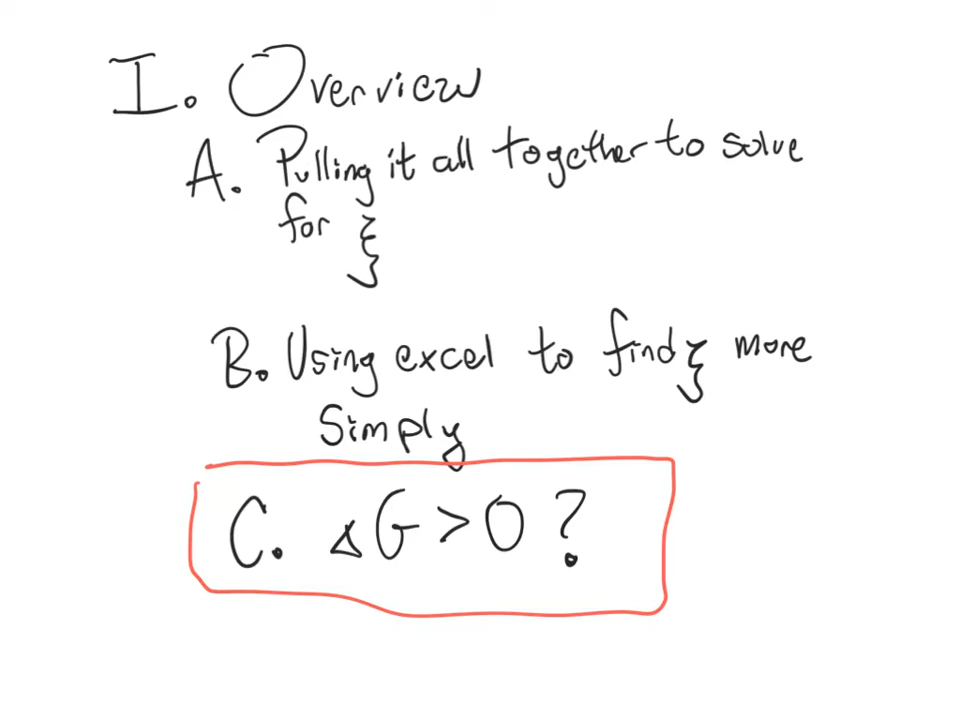 I. Overview
A. Pulling it all together to solve
for ξ
B. Using excel to find ξ more
Simply
C. ΔG > 0 ?